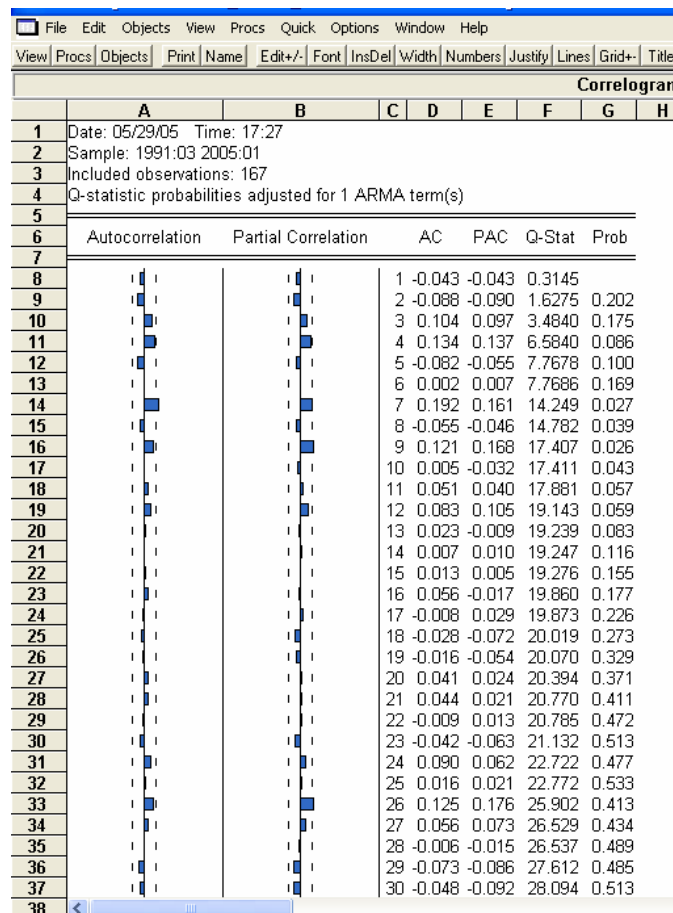 File Edit Objects View Procs Quick Options Window Help
View Procs Objects Print Name Edit+/- Font InsDel Width Numbers Justify Lines Grid+- Title
Correlogram
A B C D E F G H
1 Date: 05/29/05 Time: 17:27
2 Sample: 1991:03 2005:01
3 Included observations: 167
4 Q-statistic probabilities adjusted for 1 ARMA term(s)
5
6 Autocorrelation Partial Correlation AC PAC Q-Stat Prob
7
8 1 -0.043 -0.043 0.3145
9 2 -0.088 -0.090 1.6275 0.202
10 3 0.104 0.097 3.4840 0.175
11 4 0.134 0.137 6.5840 0.086
12 5 -0.082 -0.055 7.7678 0.100
13 6 0.002 0.007 7.7686 0.169
14 7 0.192 0.161 14.249 0.027
15 8 -0.055 -0.046 14.782 0.039
16 9 0.121 0.168 17.407 0.026
17 10 0.005 -0.032 17.411 0.043
18 11 0.051 0.040 17.881 0.057
19 12 0.083 0.105 19.143 0.059
20 13 0.023 -0.009 19.239 0.083
21 14 0.007 0.010 19.247 0.116
22 15 0.013 0.005 19.276 0.155
23 16 0.056 -0.017 19.860 0.177
24 17 -0.008 0.029 19.873 0.226
25 18 -0.028 -0.072 20.019 0.273
26 19 -0.016 -0.054 20.070 0.329
27 20 0.041 0.024 20.394 0.371
28 21 0.044 0.021 20.770 0.411
29 22 -0.009 0.013 20.785 0.472
30 23 -0.042 -0.063 21.132 0.513
31 24 0.090 0.062 22.722 0.477
32 25 0.016 0.021 22.772 0.533
33 26 0.125 0.176 25.902 0.413
34 27 0.056 0.073 26.529 0.434
35 28 -0.006 -0.015 26.537 0.489
36 29 -0.073 -0.086 27.612 0.485
37 30 -0.048 -0.092 28.094 0.513
38